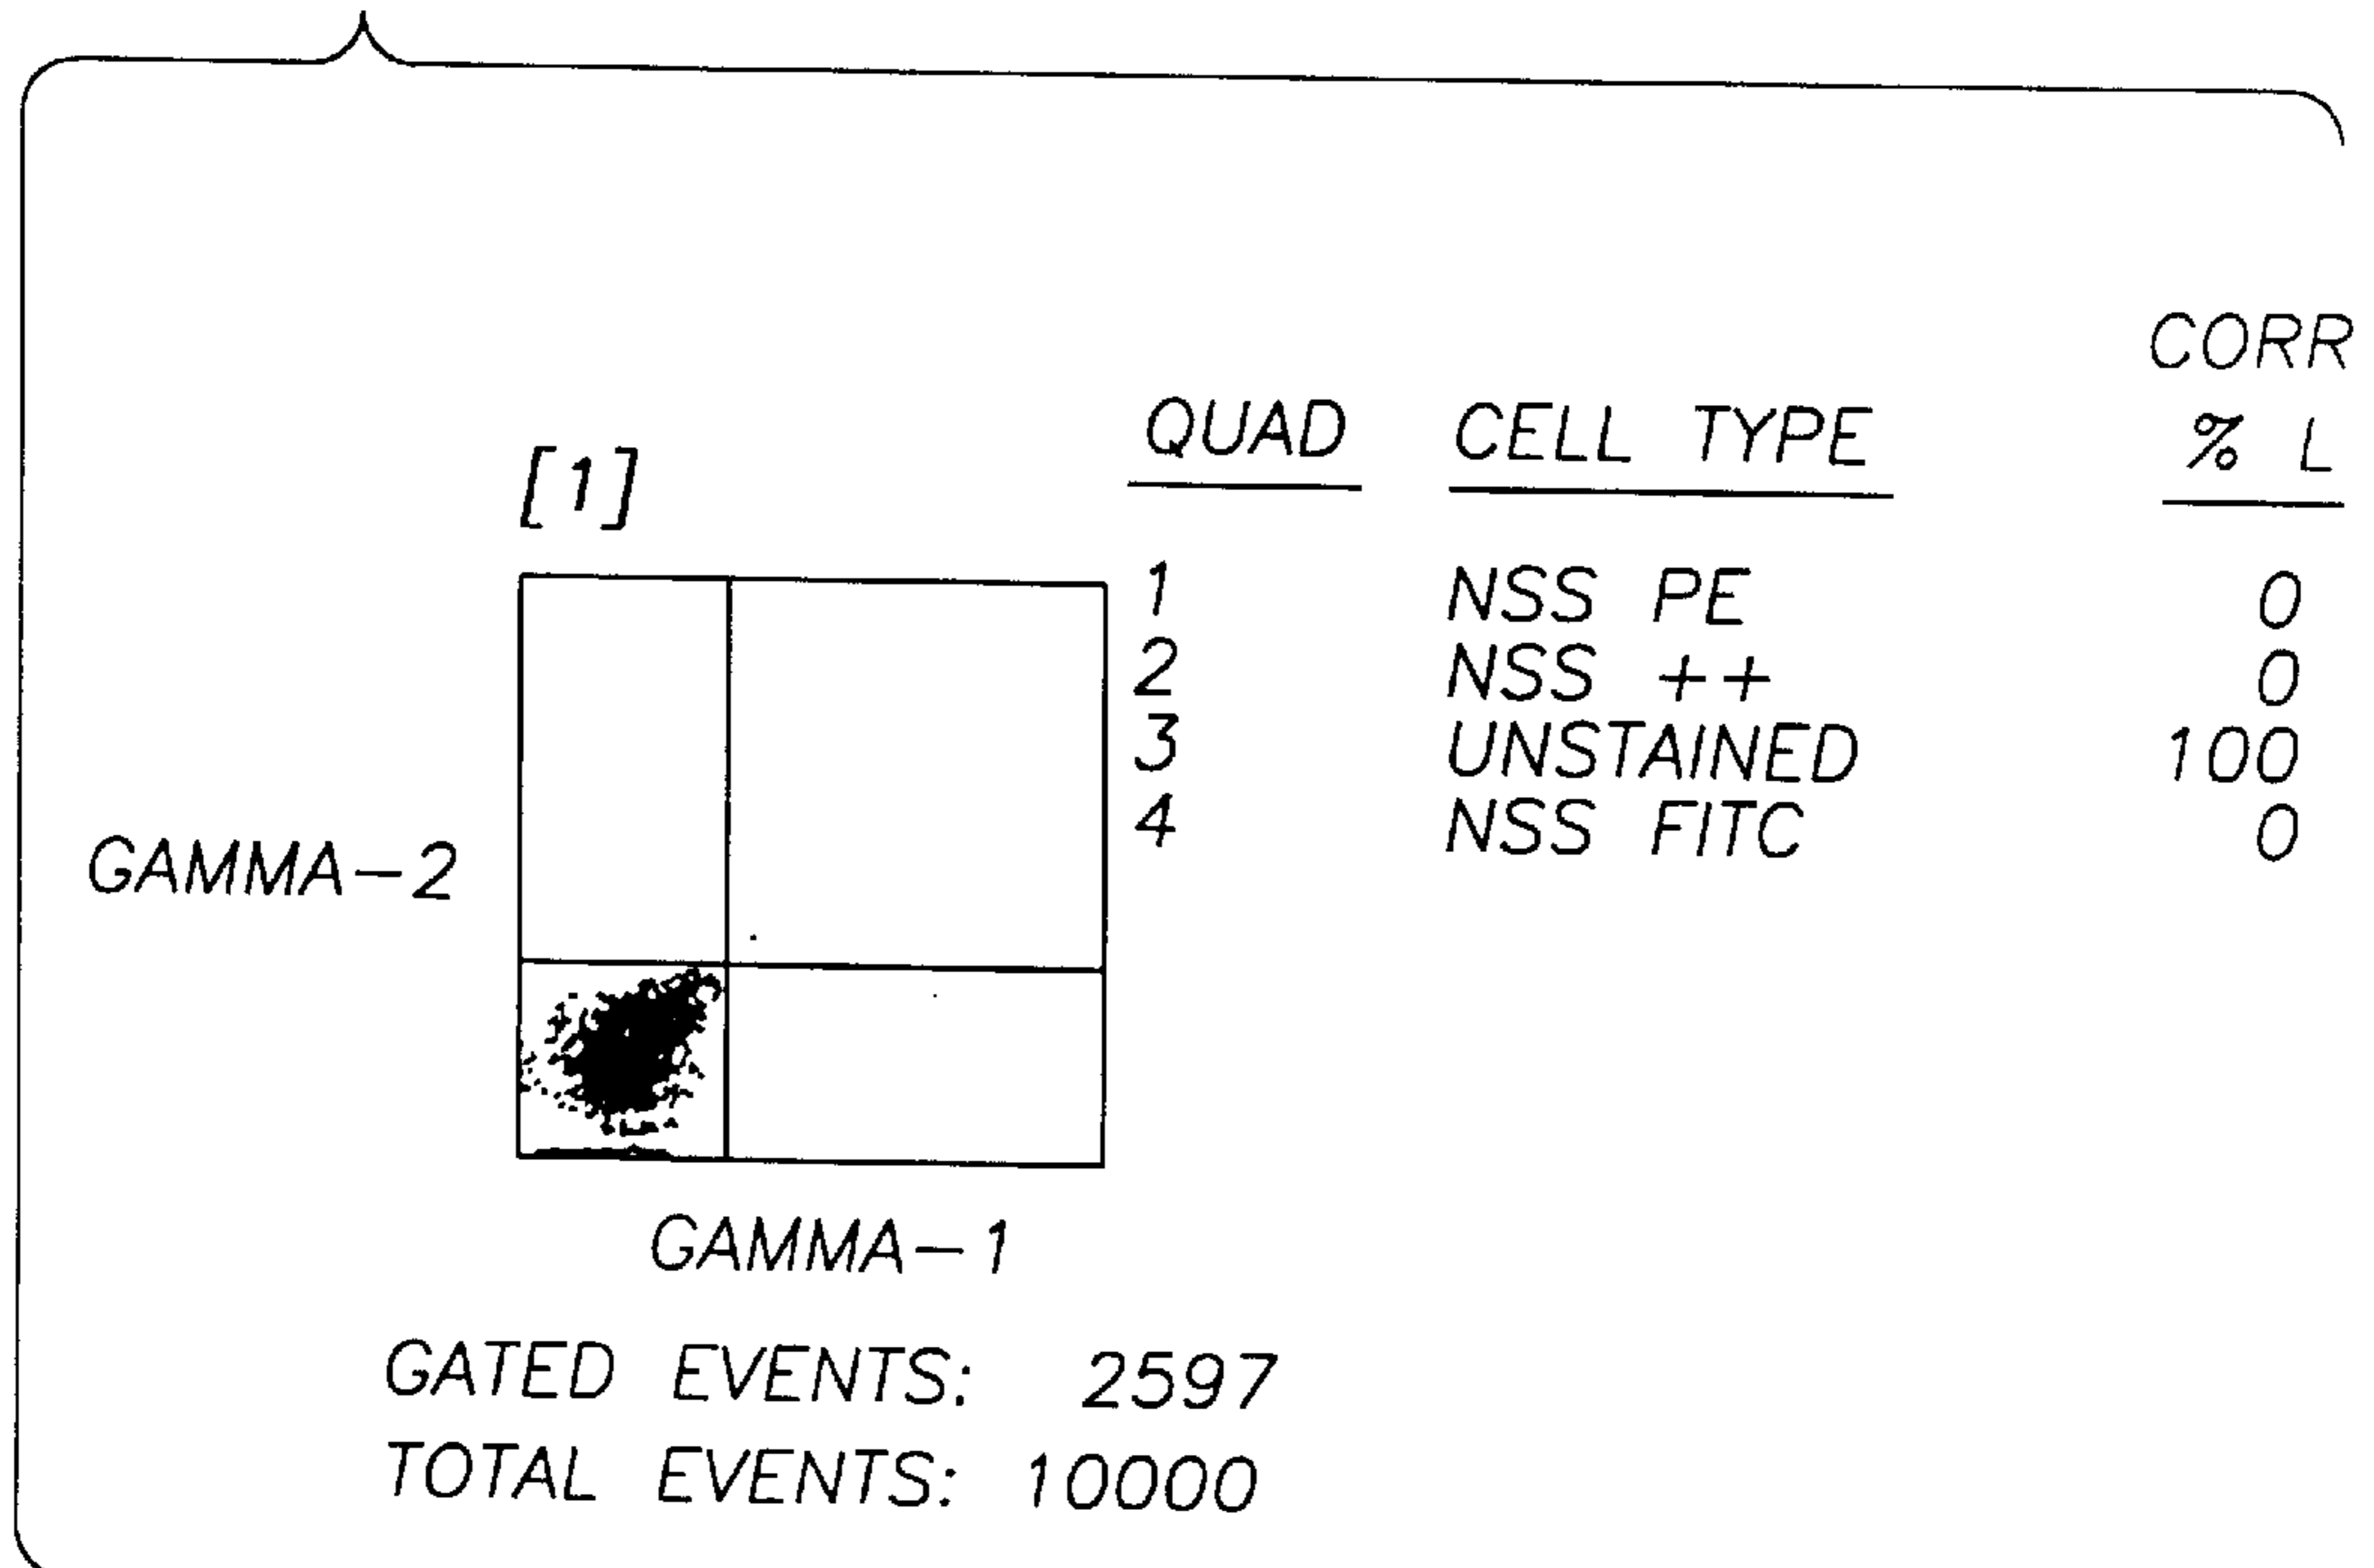 CORR
QUAD CELL TYPE % L
[1]
1 NSS PE 0
2 NSS ++ 0
3 UNSTAINED 100
4 NSS FITC 0
GAMMA-2
GAMMA-1
GATED EVENTS: 2597
TOTAL EVENTS: 10000